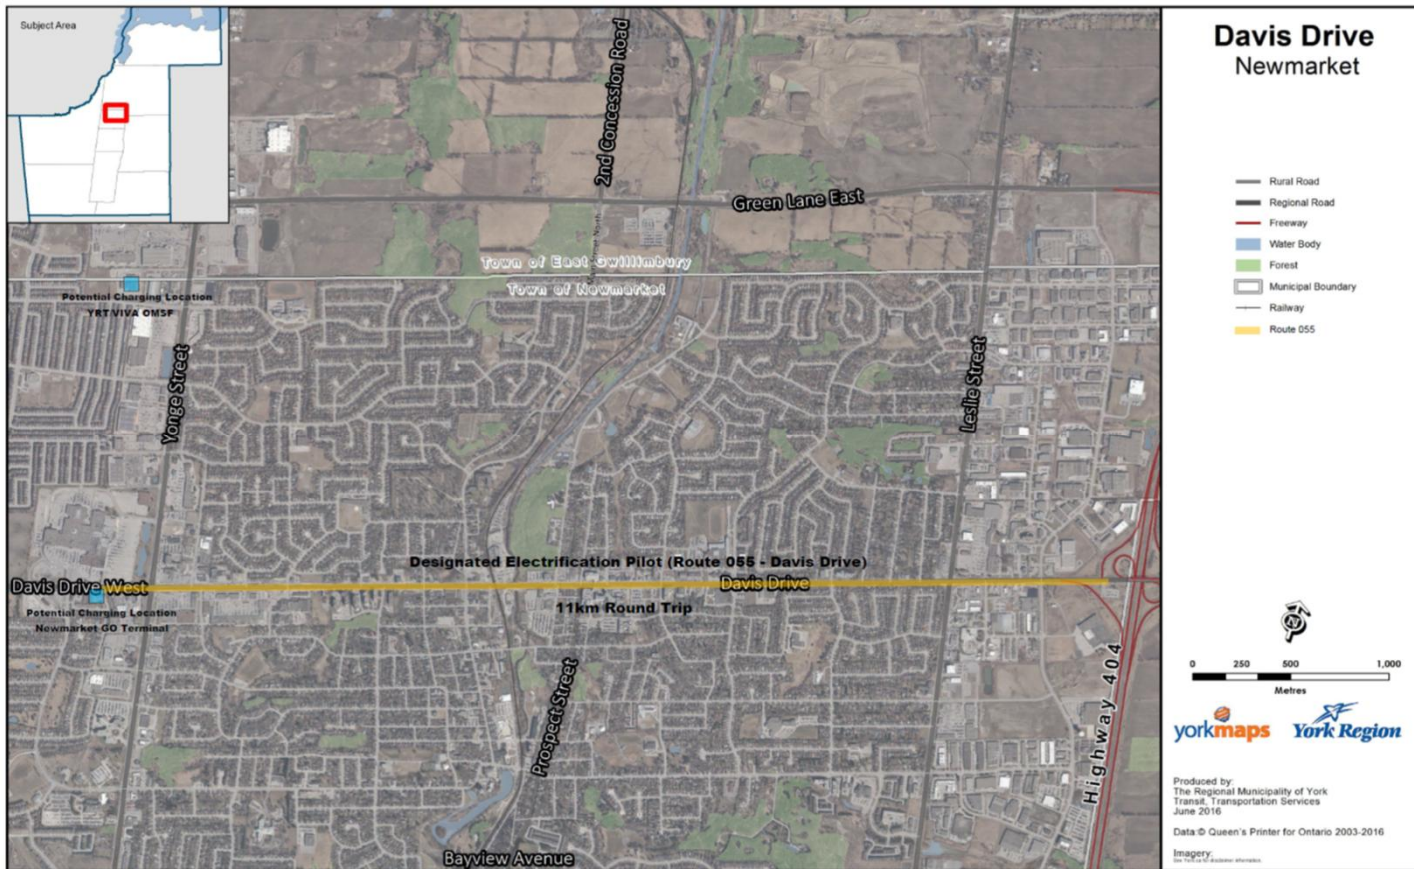 Subject Area
Davis Drive
Newmarket
2nd Concession Road
Green Lane East
Rural Road
Regional Road
Freeway
Water Body
Forest
Municipal Boundary
Railway
Route 055
Town of East Gwillimbury
Town of Newmarket
Potential Charging Location
YRT/VIVA OMSF
Yonge Street
Leslie Street
Designated Electrification Pilot (Route 055 - Davis Drive)
Davis Drive West
Davis Drive
11km Round Trip
Potential Charging Location
Newmarket GO Terminal
Prospect Street
Highway 404
Bayview Avenue
N
0 250 500 1,000
Metres
yorkmaps
York Region
Produced by:
The Regional Municipality of York
Transit, Transportation Services
June 2016
Data:© Queen's Printer for Ontario 2003-2016
Imagery: